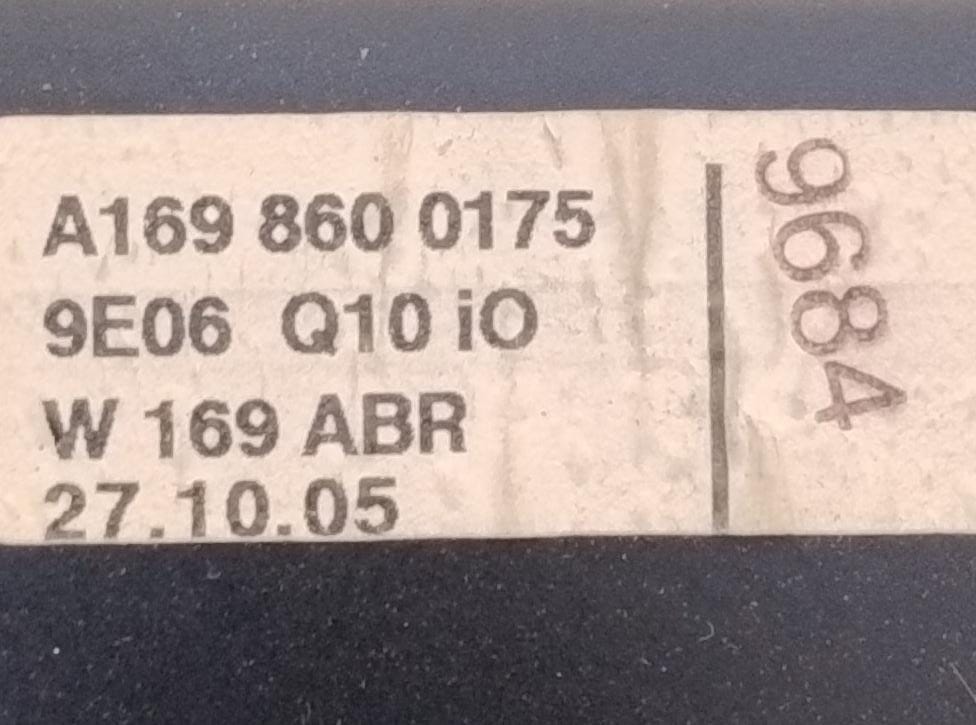 A169 860 0175
9E06 Q10 iO
W 169 ABR
27.10.05
9684